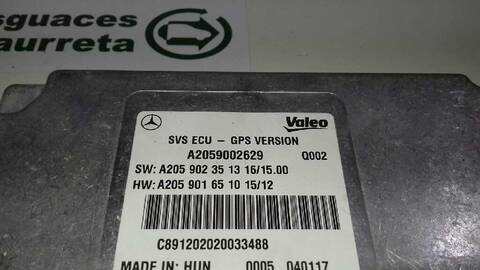 sguaces
aurreta
Valeo
SVS ECU – GPS VERSION
A2059002629 Q002
SW: A205 902 35 13 16/15.00
HW: A205 901 65 10 15/12
C891202020033488
MADE IN: HUN 0005 040117